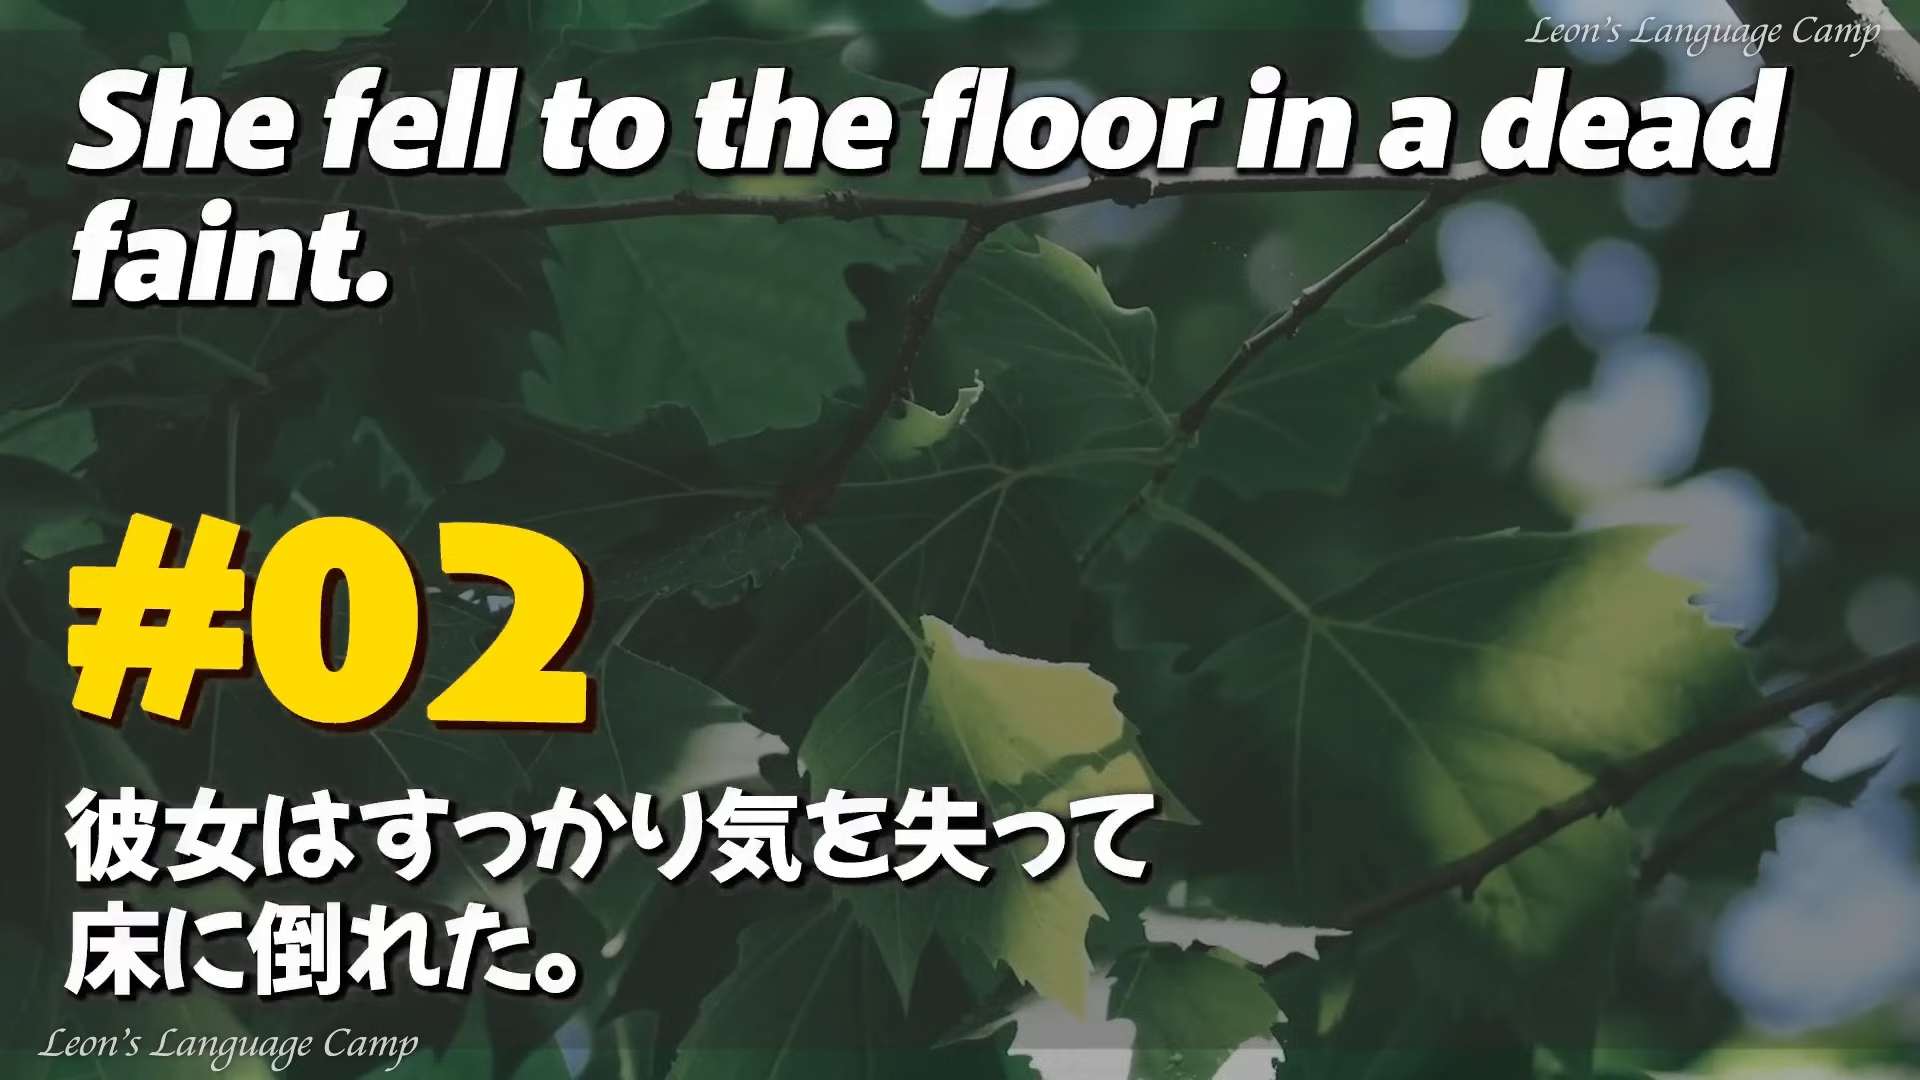 Leon's Language Camp
She fell to the floor in a dead
faint.
#02
彼女はすっかり気を失って
床に倒れた。
Leon's Language Camp